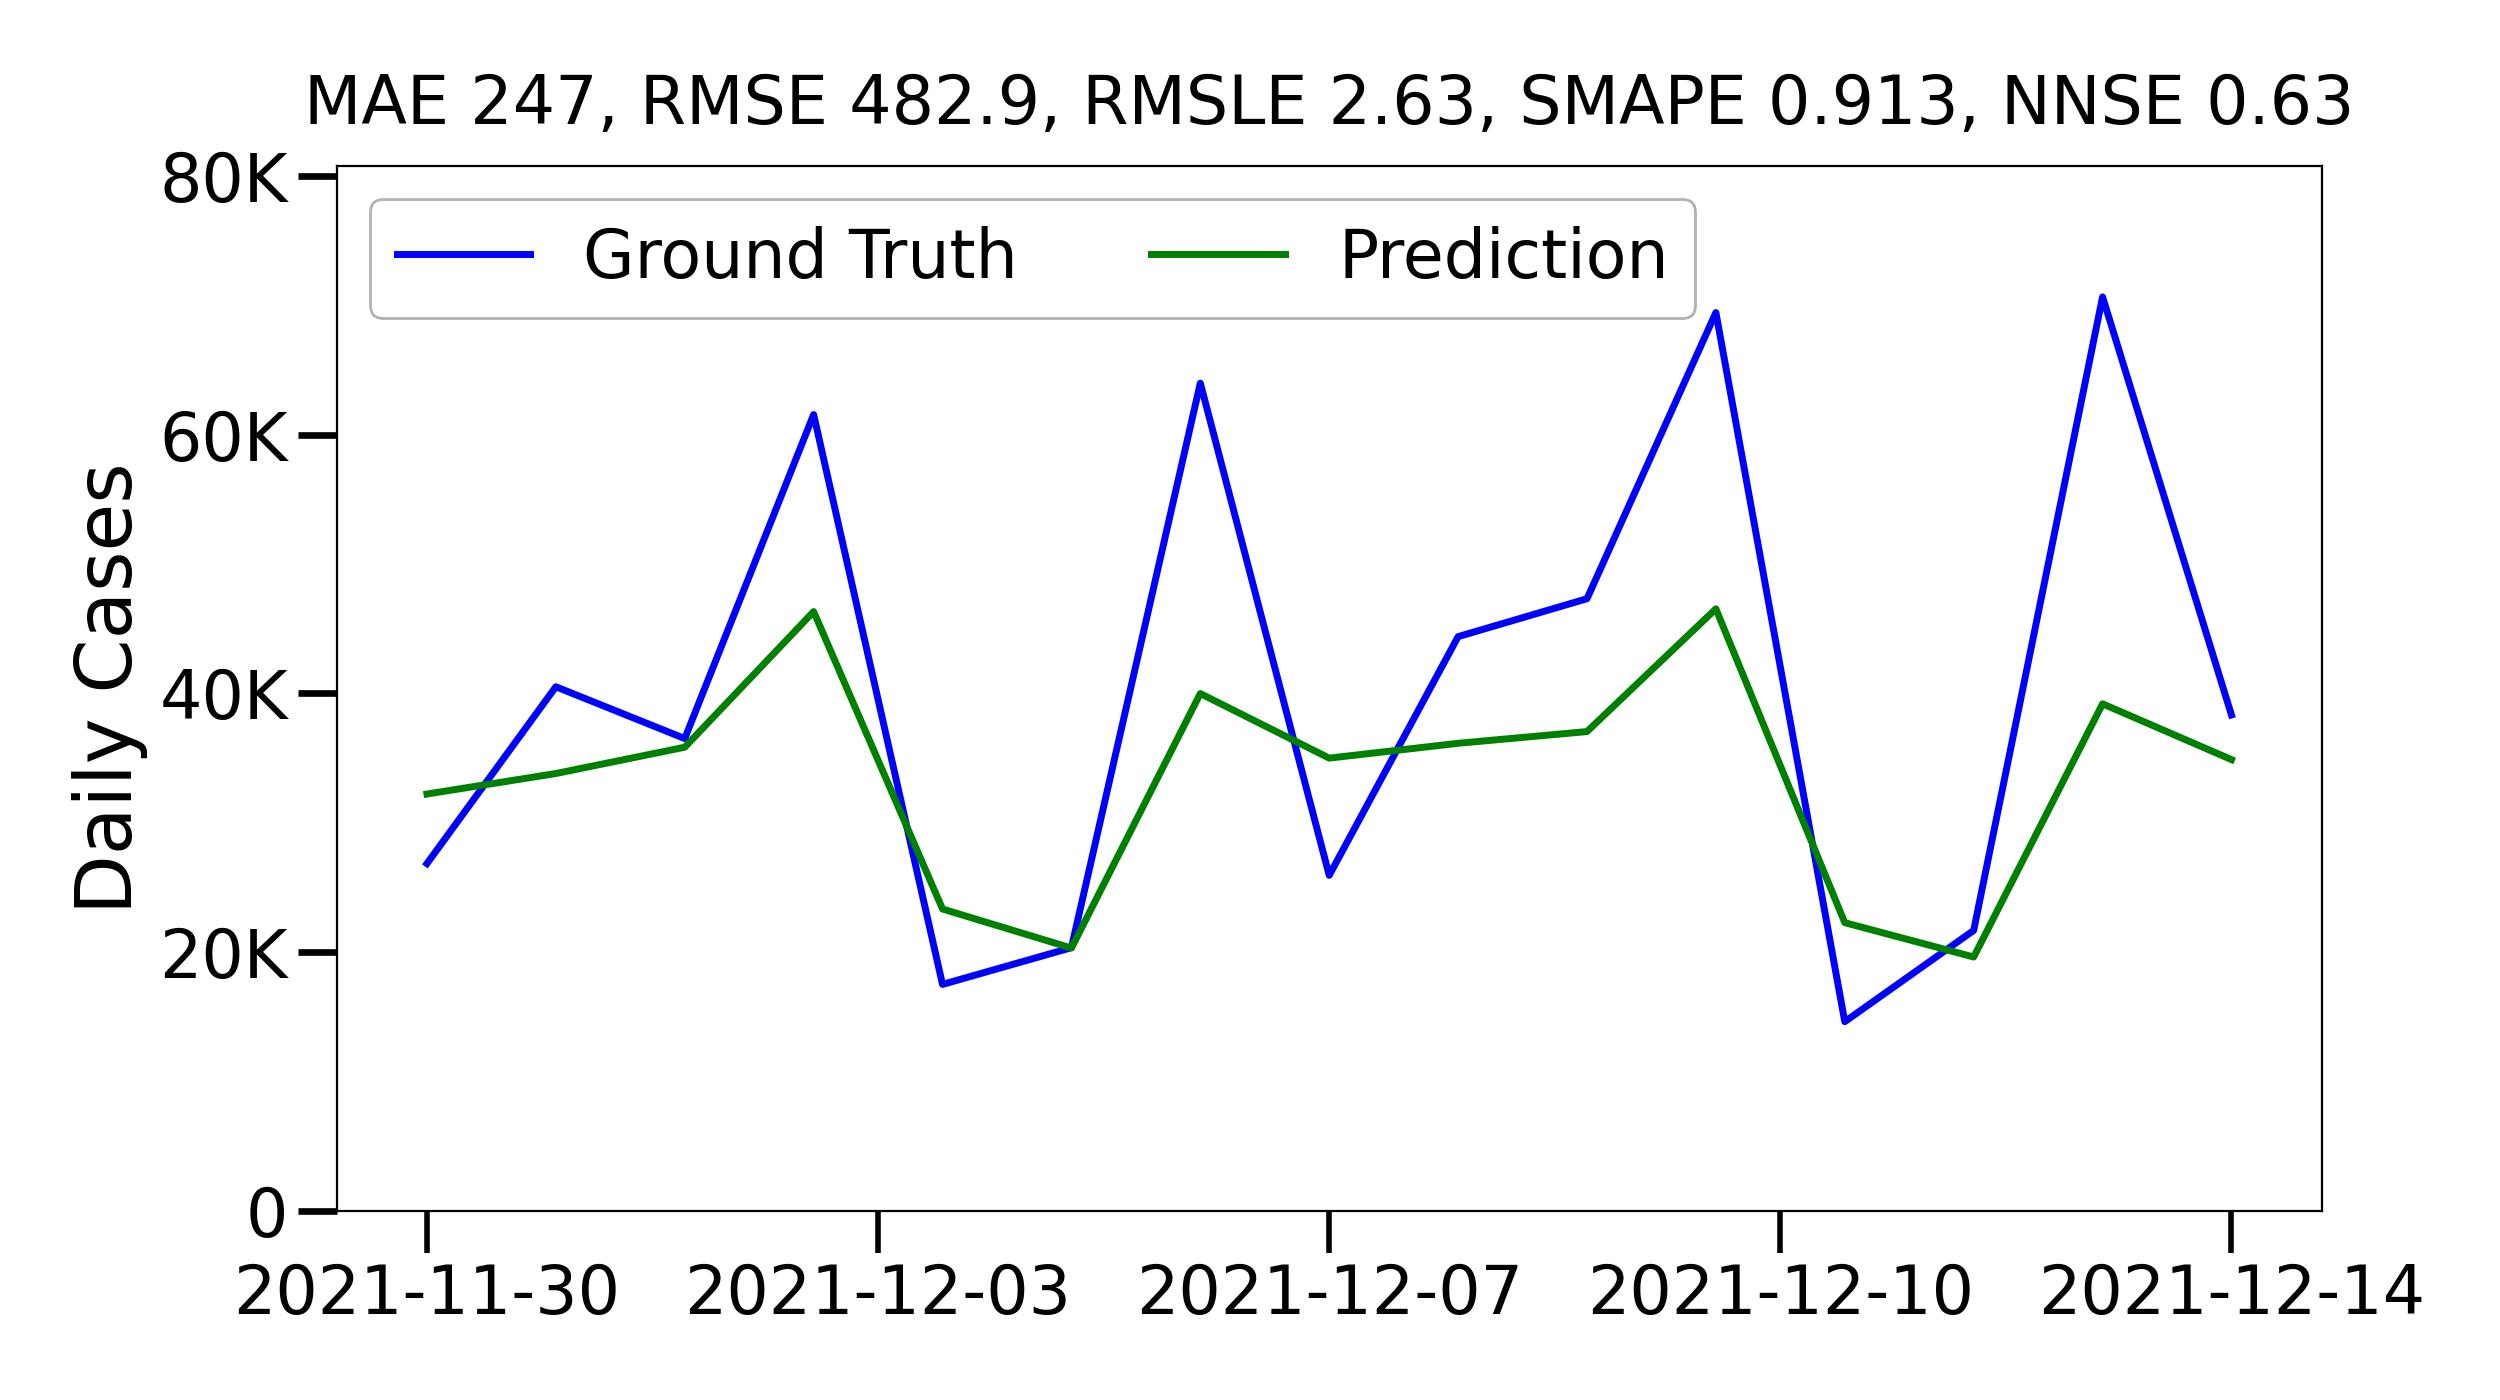 MAE 247, RMSE 482.9, RMSLE 2.63, SMAPE 0.913, NNSE 0.63
80K
Ground Truth Prediction
60K
40K
20K
0
Daily Cases
2021-11-30 2021-12-03 2021-12-07 2021-12-10 2021-12-14